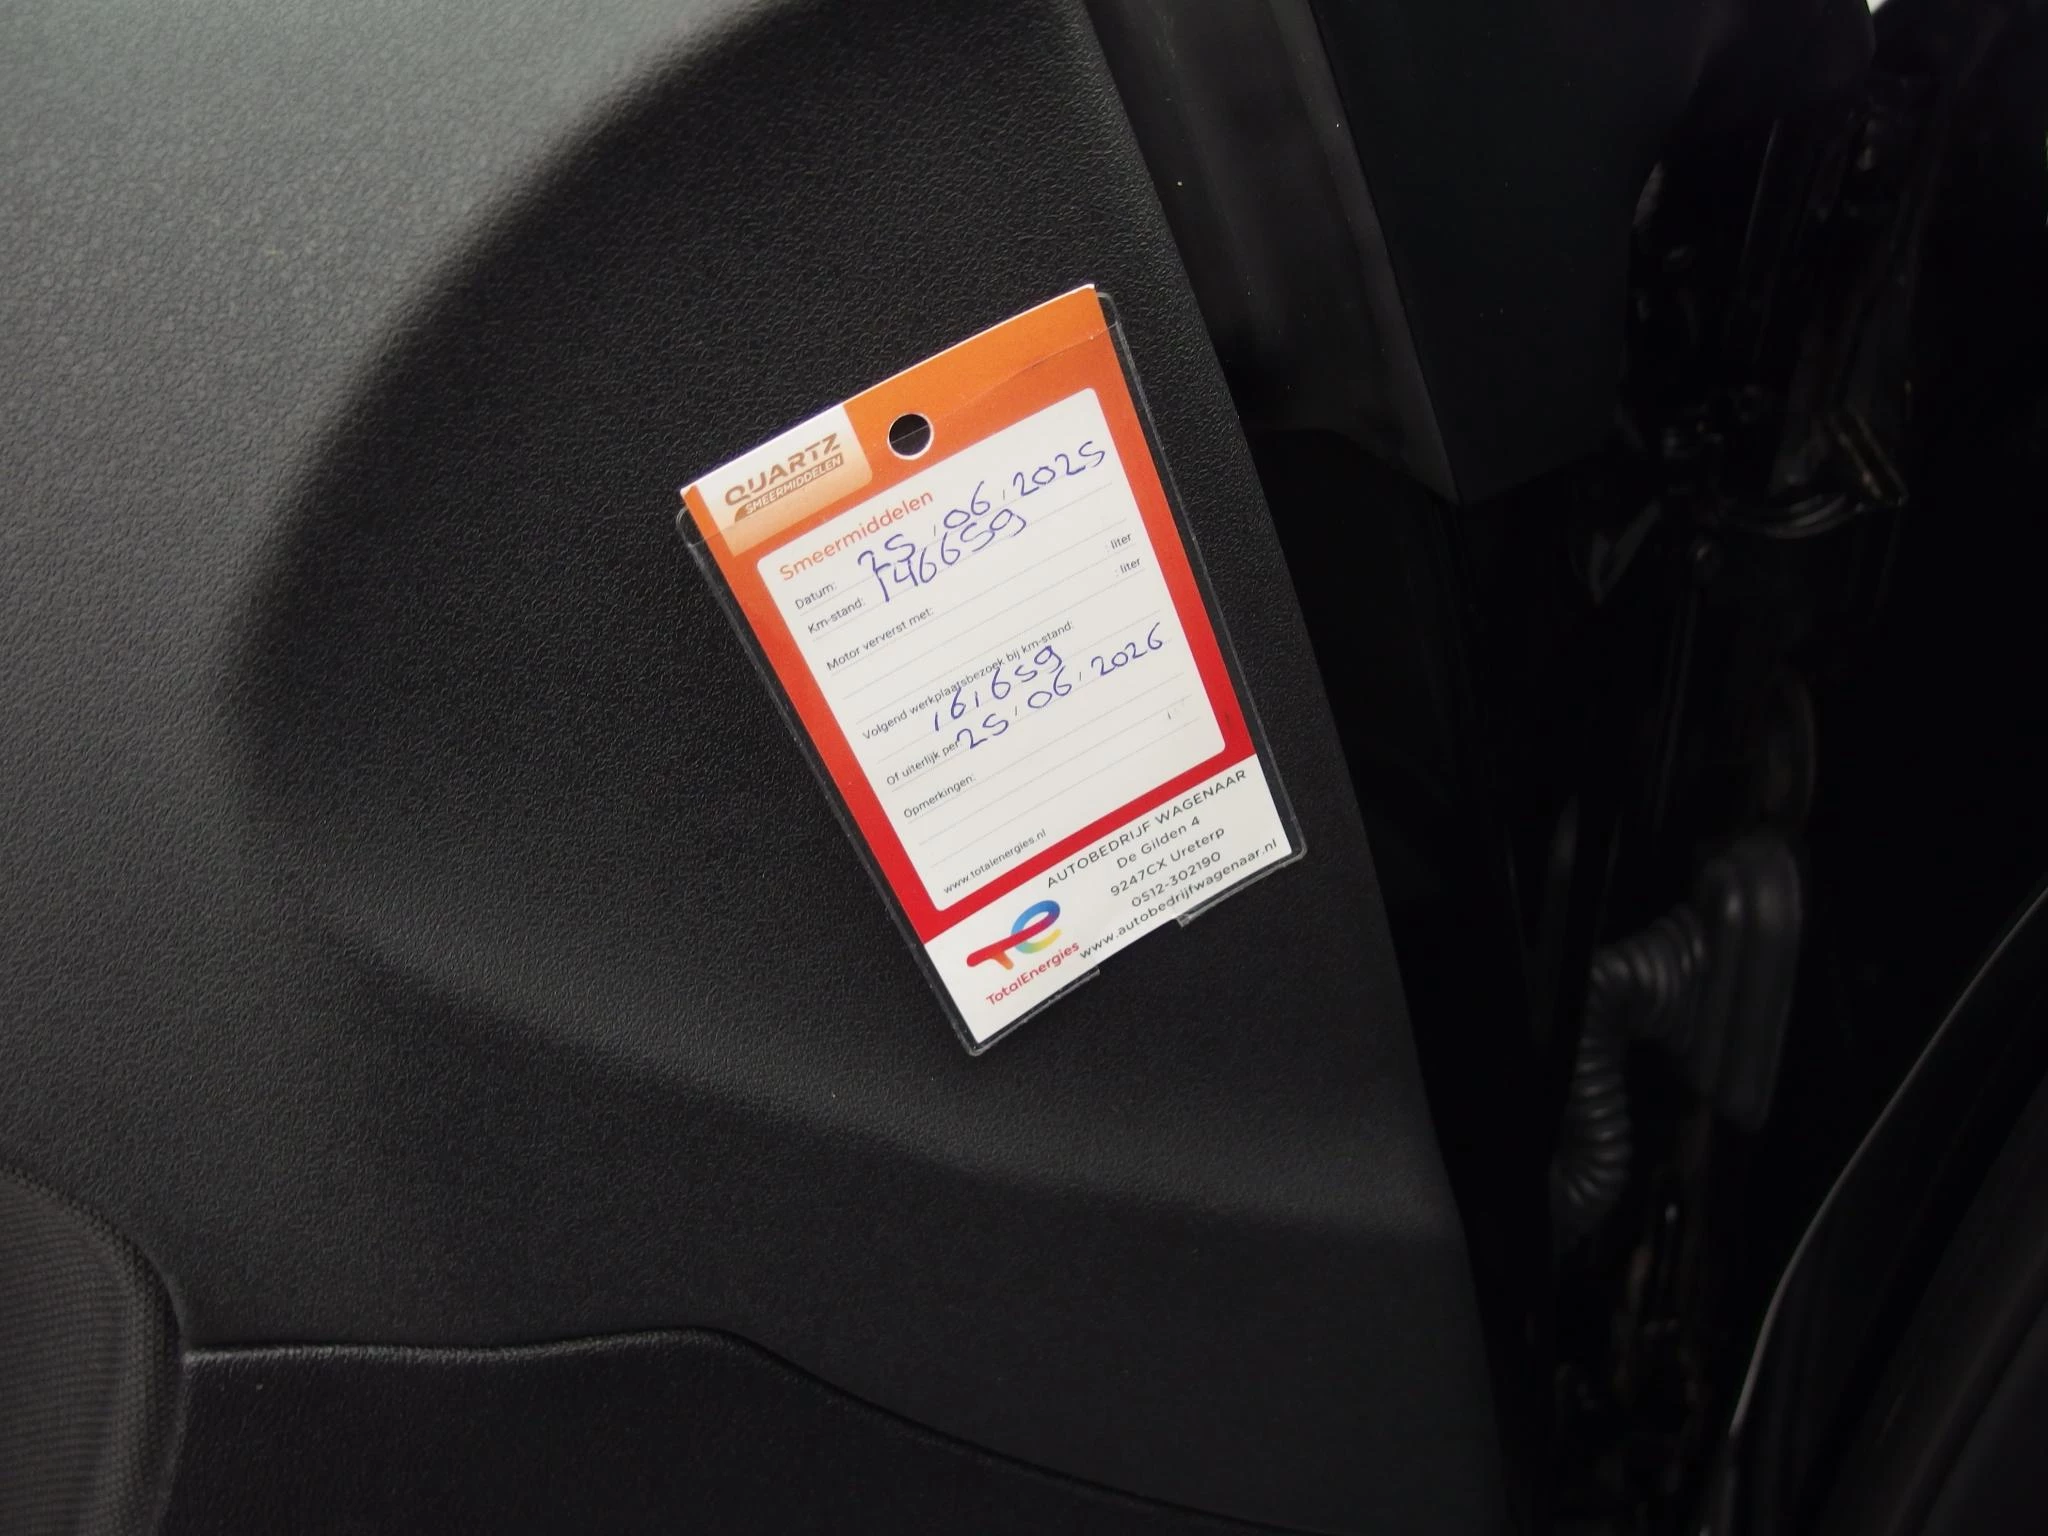 QUARTZ
SMEERMIDDELEN
Smeermiddelen
Datum: 25,06,2025
Km-stand: 146659
Motor ververst met: : liter
: liter
Volgend werkplaatsbezoek bij km-stand:
161659
Of uiterlijk per: 25,06,2026
Opmerkingen:
www.totalenergies.nl
AUTOBEDRIJF WAGENAAR
De Gilden 4
9247CX Ureterp
0512-302190
www.autobedrijfwagenaar.nl
TotalEnergies